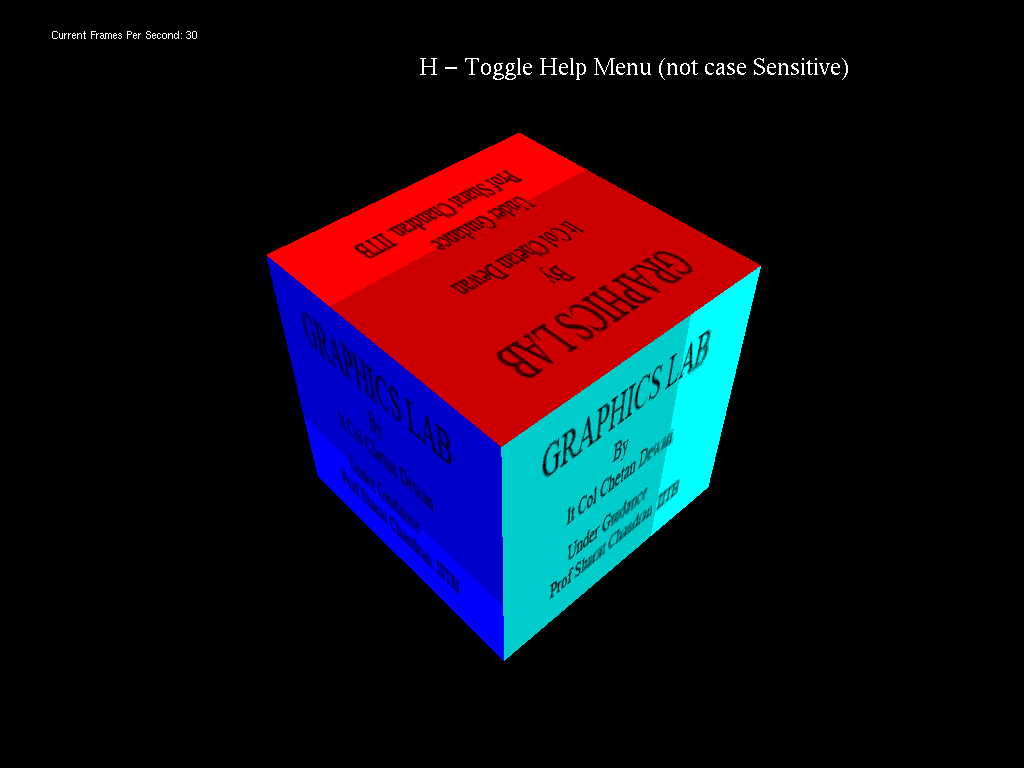 Current Frames Per Second: 30
H – Toggle Help Menu (not case Sensitive)
Prof Sharat Chandran, IITB
Under Guidance
lt Col Chetan Dewan
By
GRAPHICS LAB
GRAPHICS LAB
By
lt Col Chetan Dewan
Under Guidance
Prof Sharat Chandran, IITB
GRAPHICS LAB
By
lt Col Chetan Dewan
Under Guidance
Prof Sharat Chandran, IITB